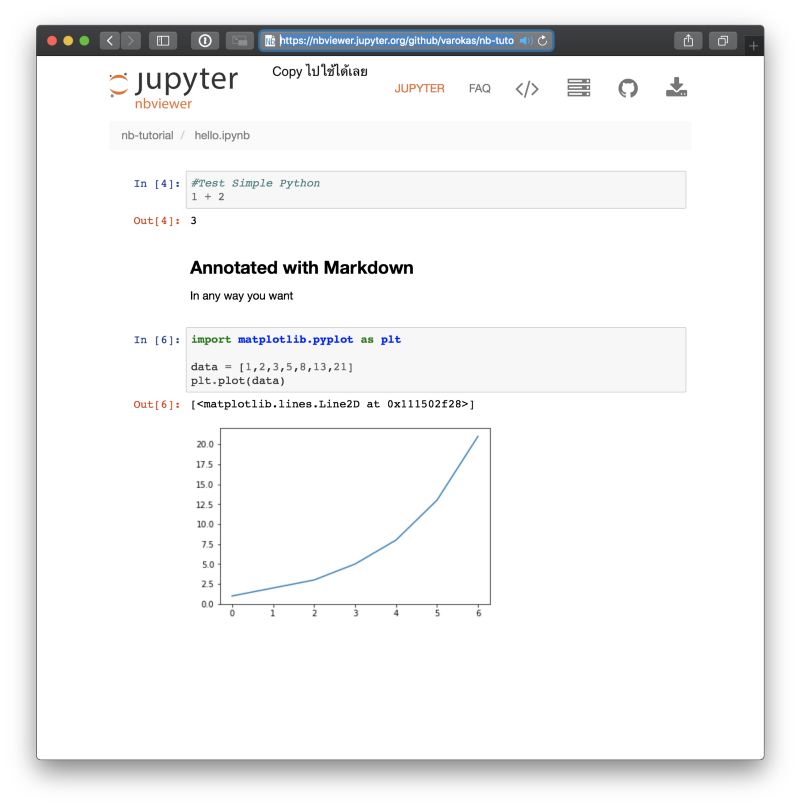 Nb https://nbviewer.jupyter.org/github/varokas/nb-tuto
jupyter
nbviewer
Copy ไปใช้ได้เลย
JUPYTER FAQ </>
nb-tutorial / hello.ipynb
In [4]: #Test Simple Python
1 + 2
Out[4]: 3
Annotated with Markdown
In any way you want
In [6]: import matplotlib.pyplot as plt
data = [1,2,3,5,8,13,21]
plt.plot(data)
Out[6]: [<matplotlib.lines.Line2D at 0x111502f28>]
20.0
17.5
15.0
12.5
10.0
7.5
5.0
2.5
0.0
0 1 2 3 4 5 6